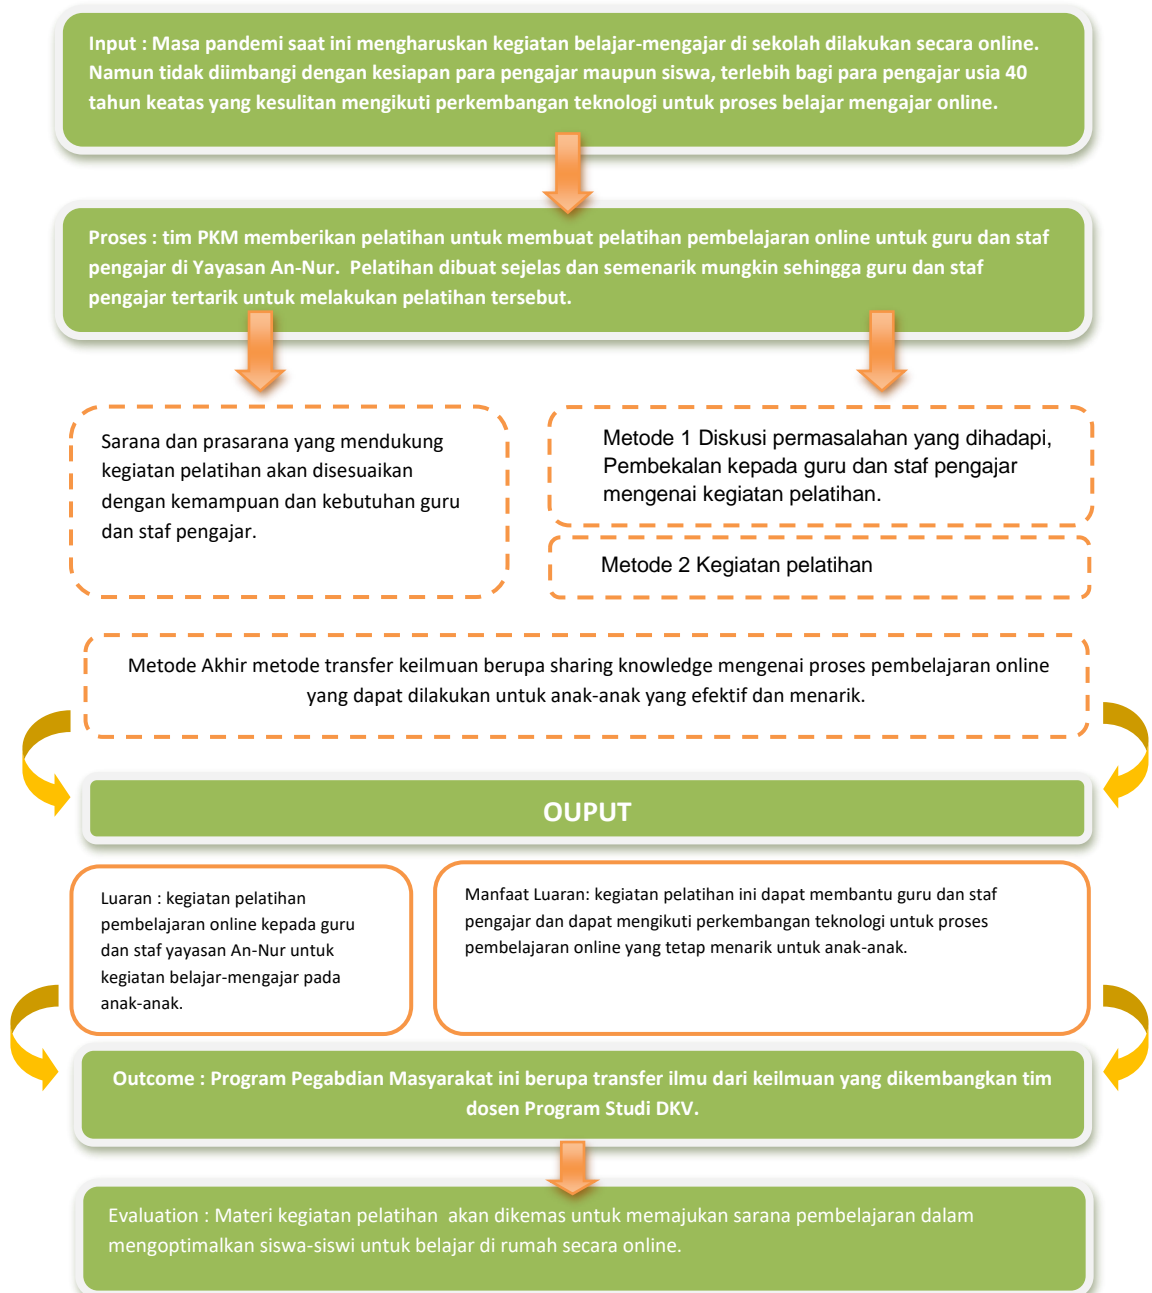 Input : Masa pandemi saat ini mengharuskan kegiatan belajar-mengajar di sekolah dilakukan secara online.
Namun tidak diimbangi dengan kesiapan para pengajar maupun siswa, terlebih bagi para pengajar usia 40
tahun keatas yang kesulitan mengikuti perkembangan teknologi untuk proses belajar mengajar online.
Proses : tim PKM memberikan pelatihan untuk membuat pelatihan pembelajaran online untuk guru dan staf
pengajar di Yayasan An-Nur.  Pelatihan dibuat sejelas dan semenarik mungkin sehingga guru dan staf
pengajar tertarik untuk melakukan pelatihan tersebut.
Sarana dan prasarana yang mendukung
kegiatan pelatihan akan disesuaikan
dengan kemampuan dan kebutuhan guru
dan staf pengajar.
Metode 1 Diskusi permasalahan yang dihadapi,
Pembekalan kepada guru dan staf pengajar
mengenai kegiatan pelatihan.
Metode 2 Kegiatan pelatihan
Metode Akhir metode transfer keilmuan berupa sharing knowledge mengenai proses pembelajaran online
yang dapat dilakukan untuk anak-anak yang efektif dan menarik.
OUPUT
Luaran : kegiatan pelatihan
pembelajaran online kepada guru
dan staf yayasan An-Nur untuk
kegiatan belajar-mengajar pada
anak-anak.
Manfaat Luaran: kegiatan pelatihan ini dapat membantu guru dan staf
pengajar dan dapat mengikuti perkembangan teknologi untuk proses
pembelajaran online yang tetap menarik untuk anak-anak.
Outcome : Program Pegabdian Masyarakat ini berupa transfer ilmu dari keilmuan yang dikembangkan tim
dosen Program Studi DKV.
Evaluation : Materi kegiatan pelatihan  akan dikemas untuk memajukan sarana pembelajaran dalam
mengoptimalkan siswa-siswi untuk belajar di rumah secara online.